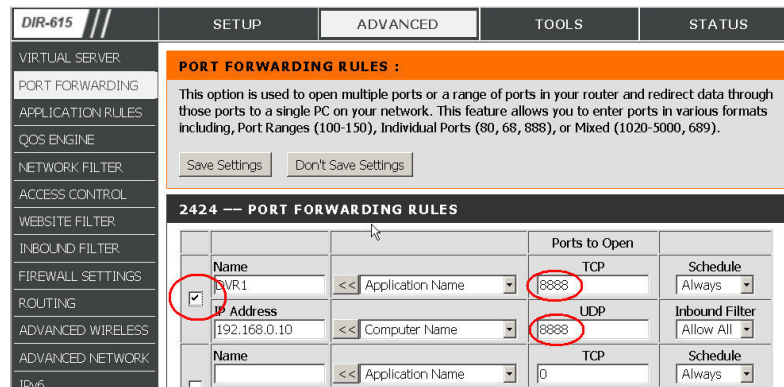 DIR-615
SETUP
ADVANCED
TOOLS
STATUS
VIRTUAL SERVER
PORT FORWARDING
APPLICATION RULES
QOS ENGINE
NETWORK FILTER
ACCESS CONTROL
WEBSITE FILTER
INBOUND FILTER
FIREWALL SETTINGS
ROUTING
ADVANCED WIRELESS
ADVANCED NETWORK
IPv6
PORT FORWARDING RULES :
This option is used to open multiple ports or a range of ports in your router and redirect data through
those ports to a single PC on your network. This feature allows you to enter ports in various formats
including, Port Ranges (100-150), Individual Ports (80, 68, 888), or Mixed (1020-5000, 689).
Save Settings
Don't Save Settings
2424 –– PORT FORWARDING RULES
Ports to Open
Name
TCP
Schedule
DVR1
<<
Application Name
8888
Always
IP Address
UDP
Inbound Filter
192.168.0.10
<<
Computer Name
8888
Allow All
Name
TCP
Schedule
<<
Application Name
0
Always